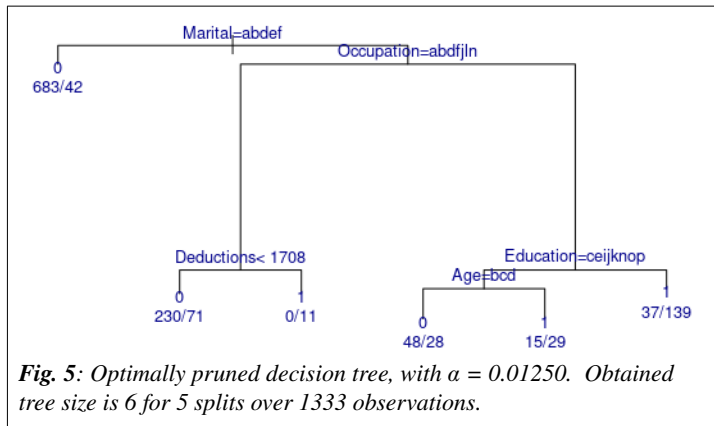 Marital=abdef
Occupation=abdfjln
0
683/42
Deductions< 1708
Education=ceijknop
Age=bcd
0
1
1
230/71
0/11
37/139
0
1
48/28
15/29
Fig. 5: Optimally pruned decision tree, with α = 0.01250. Obtained
tree size is 6 for 5 splits over 1333 observations.